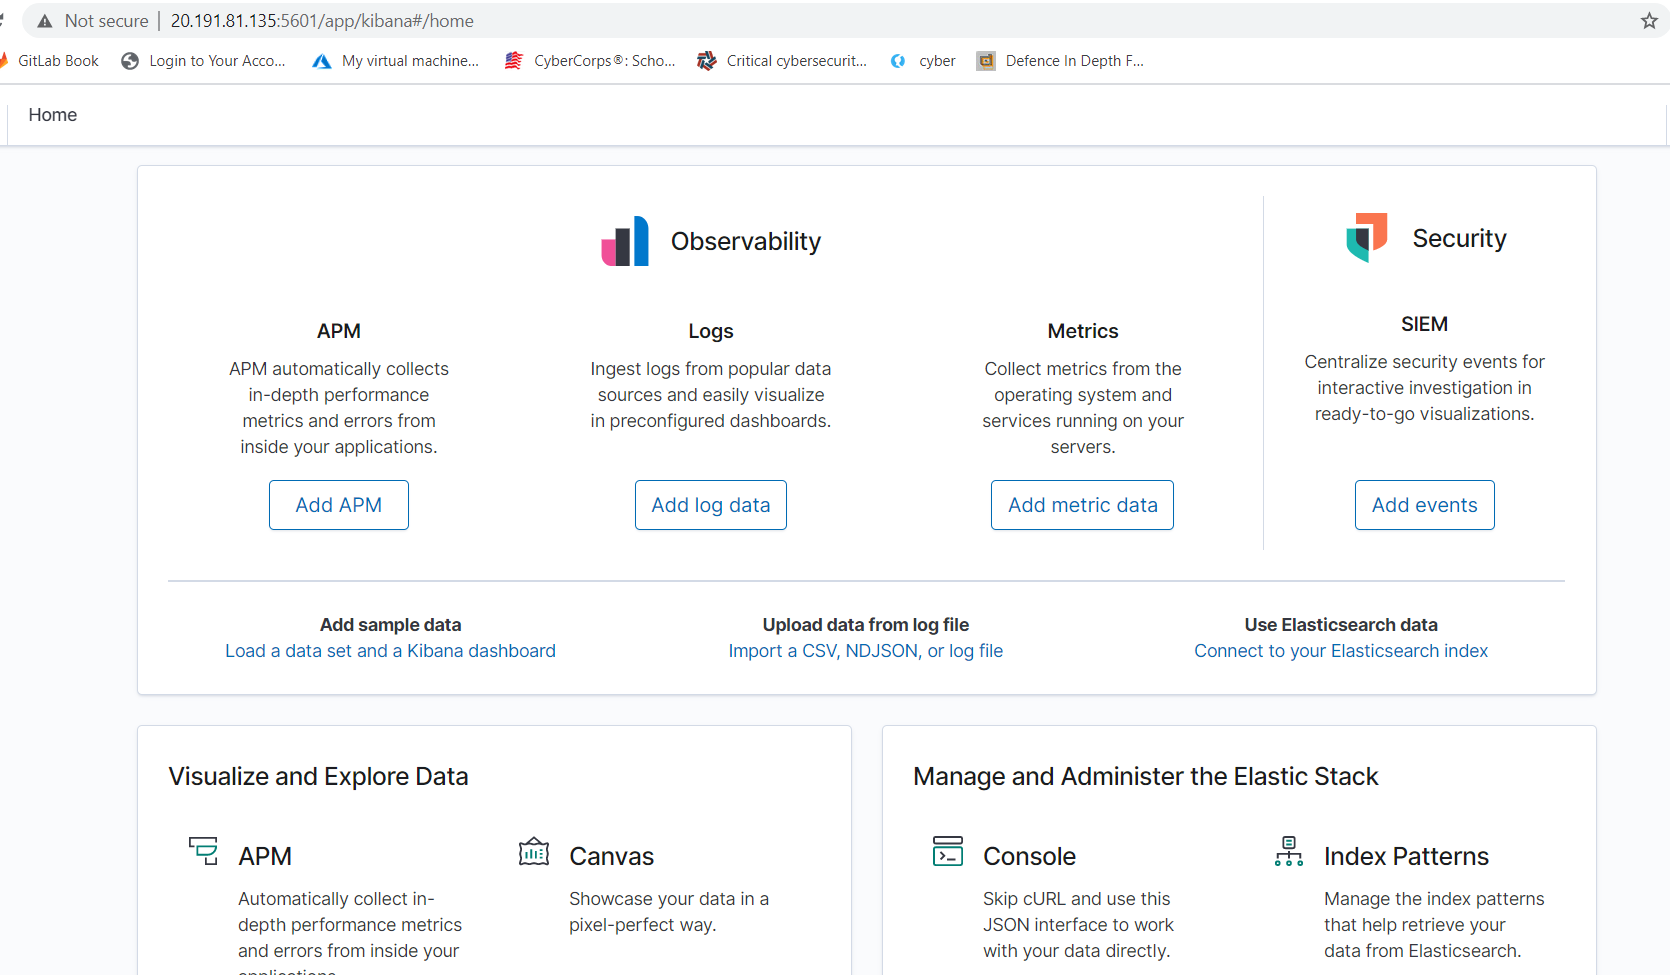 Not secure | 20.191.81.135:5601/app/kibana#/home
GitLab Book Login to Your Acco... My virtual machine... CyberCorps®: Scho... Critical cybersecurit... cyber Defence In Depth F...
Home
Observability
APM
APM automatically collects
in-depth performance
metrics and errors from
inside your applications.
Add APM
Logs
Ingest logs from popular data
sources and easily visualize
in preconfigured dashboards.
Add log data
Metrics
Collect metrics from the
operating system and
services running on your
servers.
Add metric data
Security
SIEM
Centralize security events for
interactive investigation in
ready-to-go visualizations.
Add events
Add sample data
Load a data set and a Kibana dashboard
Upload data from log file
Import a CSV, NDJSON, or log file
Use Elasticsearch data
Connect to your Elasticsearch index
Visualize and Explore Data
APM
Automatically collect in-
depth performance metrics
and errors from inside your
applications.
Canvas
Showcase your data in a
pixel-perfect way.
Manage and Administer the Elastic Stack
Console
Skip cURL and use this
JSON interface to work
with your data directly.
Index Patterns
Manage the index patterns
that help retrieve your
data from Elasticsearch.